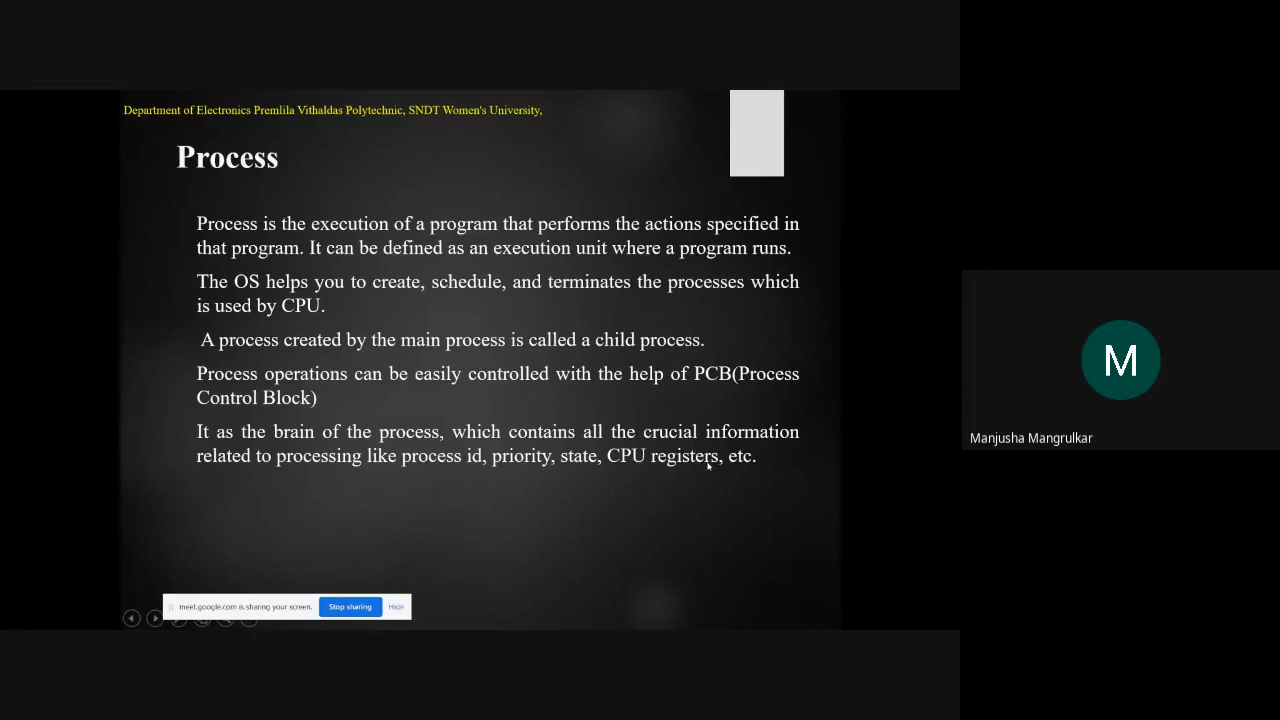 Department of Electronics Premlila Vithaldas Polytechnic, SNDT Women's University,
Process
Process is the execution of a program that performs the actions specified in
that program. It can be defined as an execution unit where a program runs.
The OS helps you to create, schedule, and terminates the processes which
is used by CPU.
A process created by the main process is called a child process.
Process operations can be easily controlled with the help of PCB(Process
Control Block)
It as the brain of the process, which contains all the crucial information
related to processing like process id, priority, state, CPU registers, etc.
meet.google.com is sharing your screen. Stop sharing Hide
M
Manjusha Mangrulkar